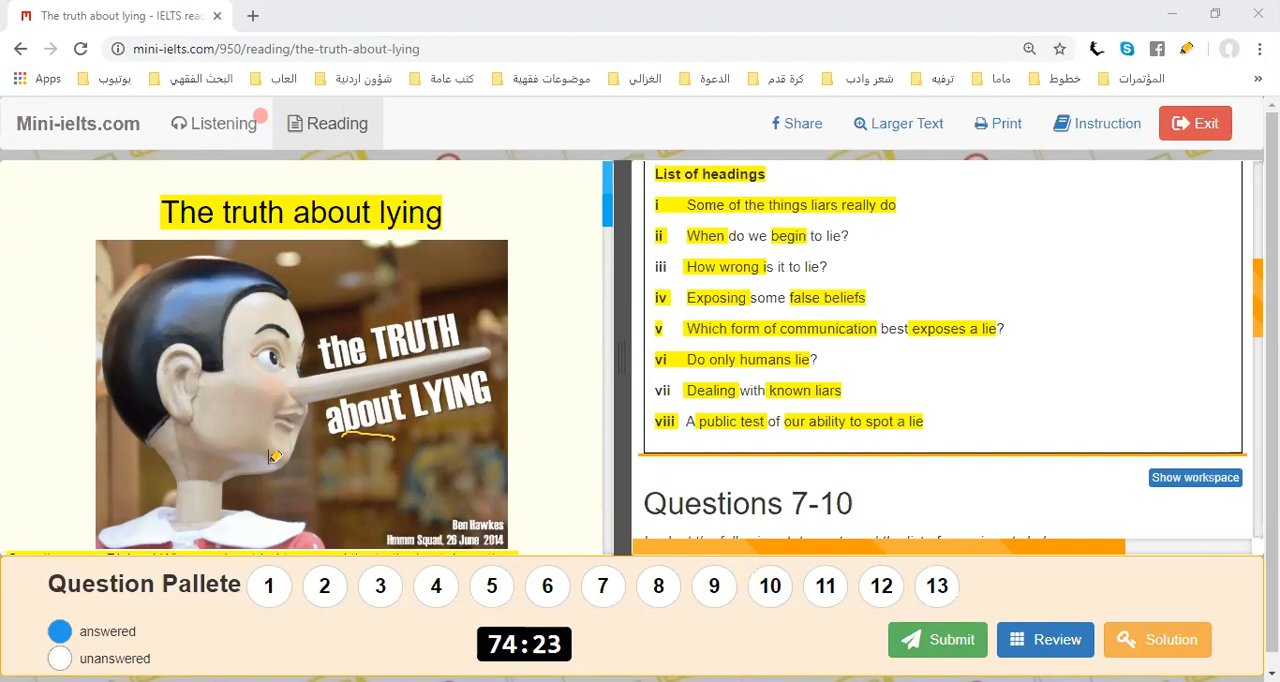 The truth about lying - IELTS rea
mini-ielts.com/950/reading/the-truth-about-lying
Apps
يوتيوب
البحث الفقهي
العاب
شؤون اردنية
كتب عامة
موضوعات فقهية
الغزالي
الدعوة
كرة قدم
شعر وادب
ترفيه
ماما
خطوط
المؤتمرات
»
Mini-ielts.com
Listening
Reading
Share
Larger Text
Print
Instruction
Exit
The truth about lying
the TRUTH
about LYING
Ben Hawkes
Hmmm Squad, 26 June 2014
List of headings
i Some of the things liars really do
ii When do we begin to lie?
iii How wrong is it to lie?
iv Exposing some false beliefs
v Which form of communication best exposes a lie?
vi Do only humans lie?
vii Dealing with known liars
viii A public test of our ability to spot a lie
Show workspace
Questions 7-10
Question Pallete
1 2 3 4 5 6 7 8 9 10 11 12 13
answered
unanswered
74:23
Submit
Review
Solution